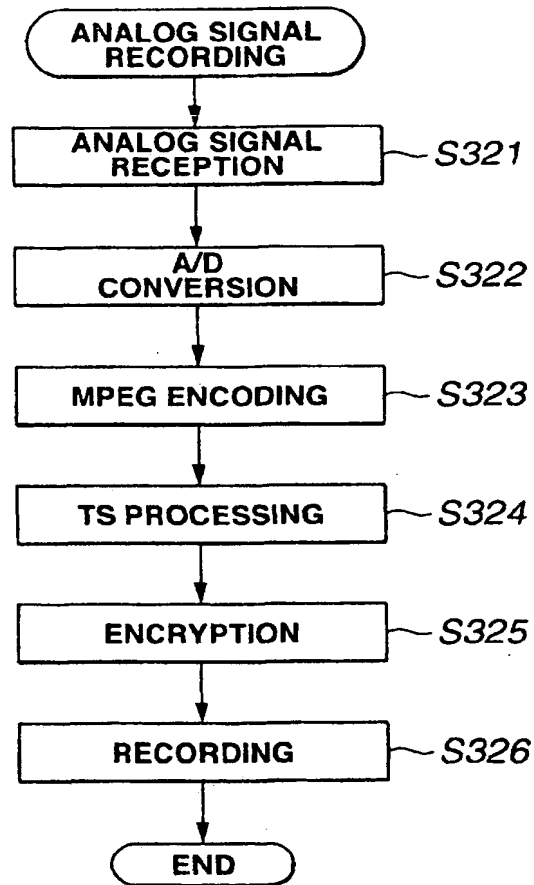 ANALOG SIGNAL
RECORDING
ANALOG SIGNAL
RECEPTION
S321
A/D
CONVERSION
S322
MPEG ENCODING
S323
TS PROCESSING
S324
ENCRYPTION
S325
RECORDING
S326
END